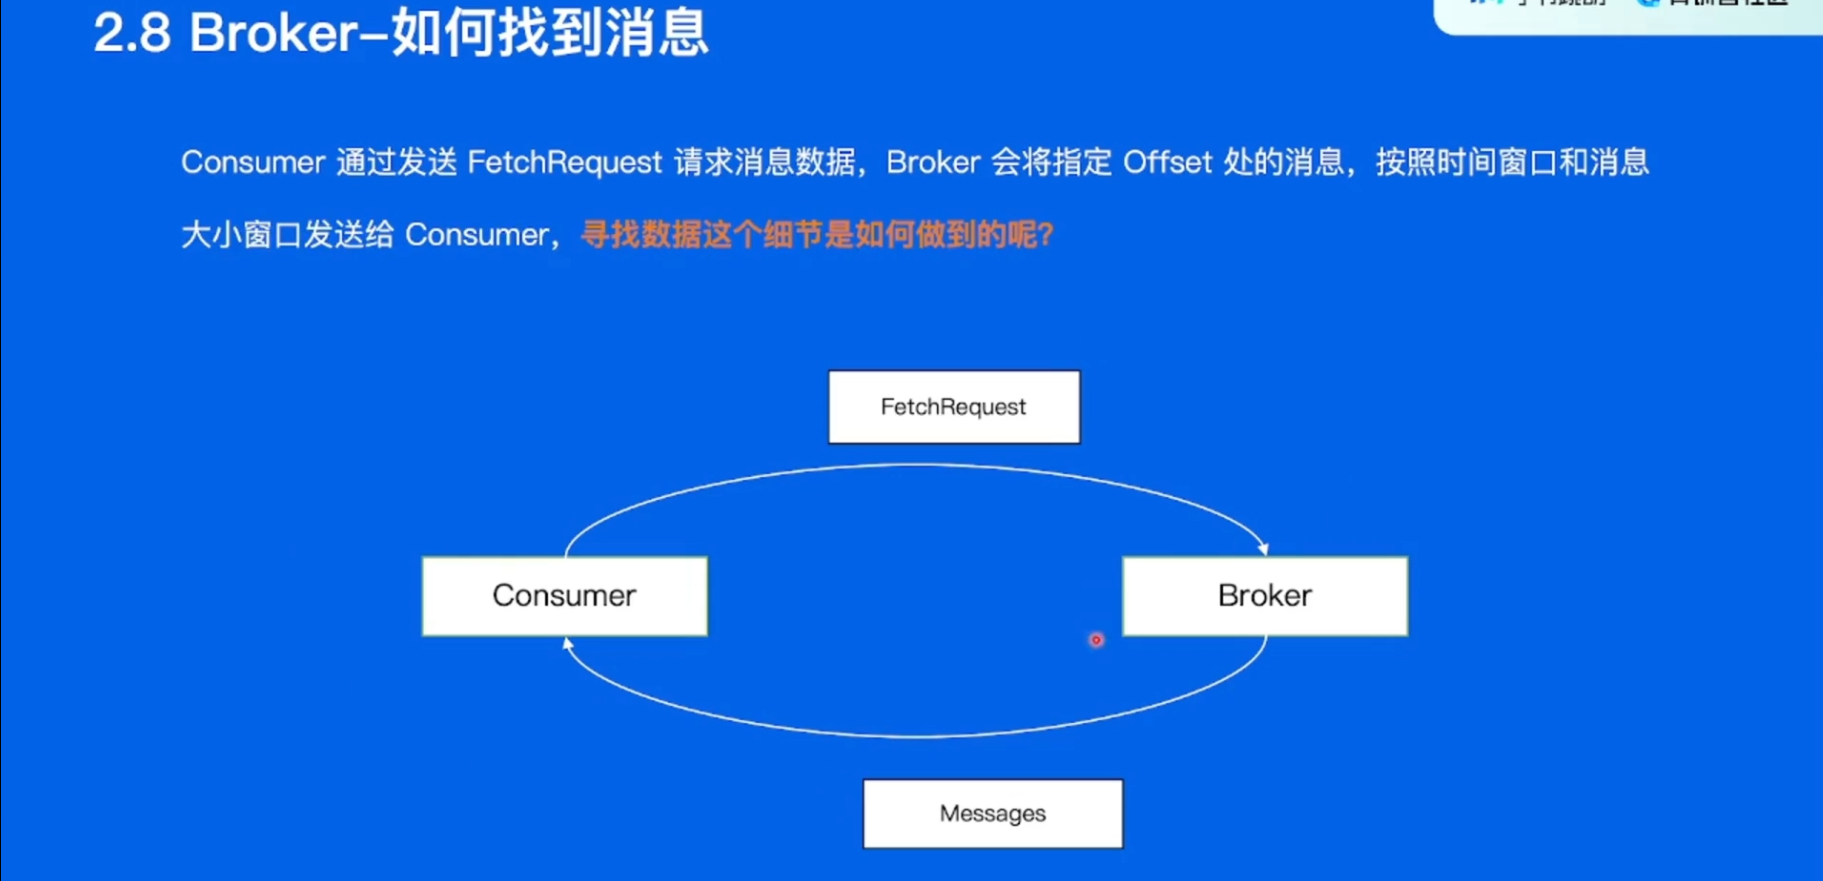 2.8 Broker-如何找到消息
Consumer 通过发送 FetchRequest 请求消息数据，Broker 会将指定 Offset 处的消息，按照时间窗口和消息
大小窗口发送给 Consumer，寻找数据这个细节是如何做到的呢？
FetchRequest
Consumer
Broker
Messages